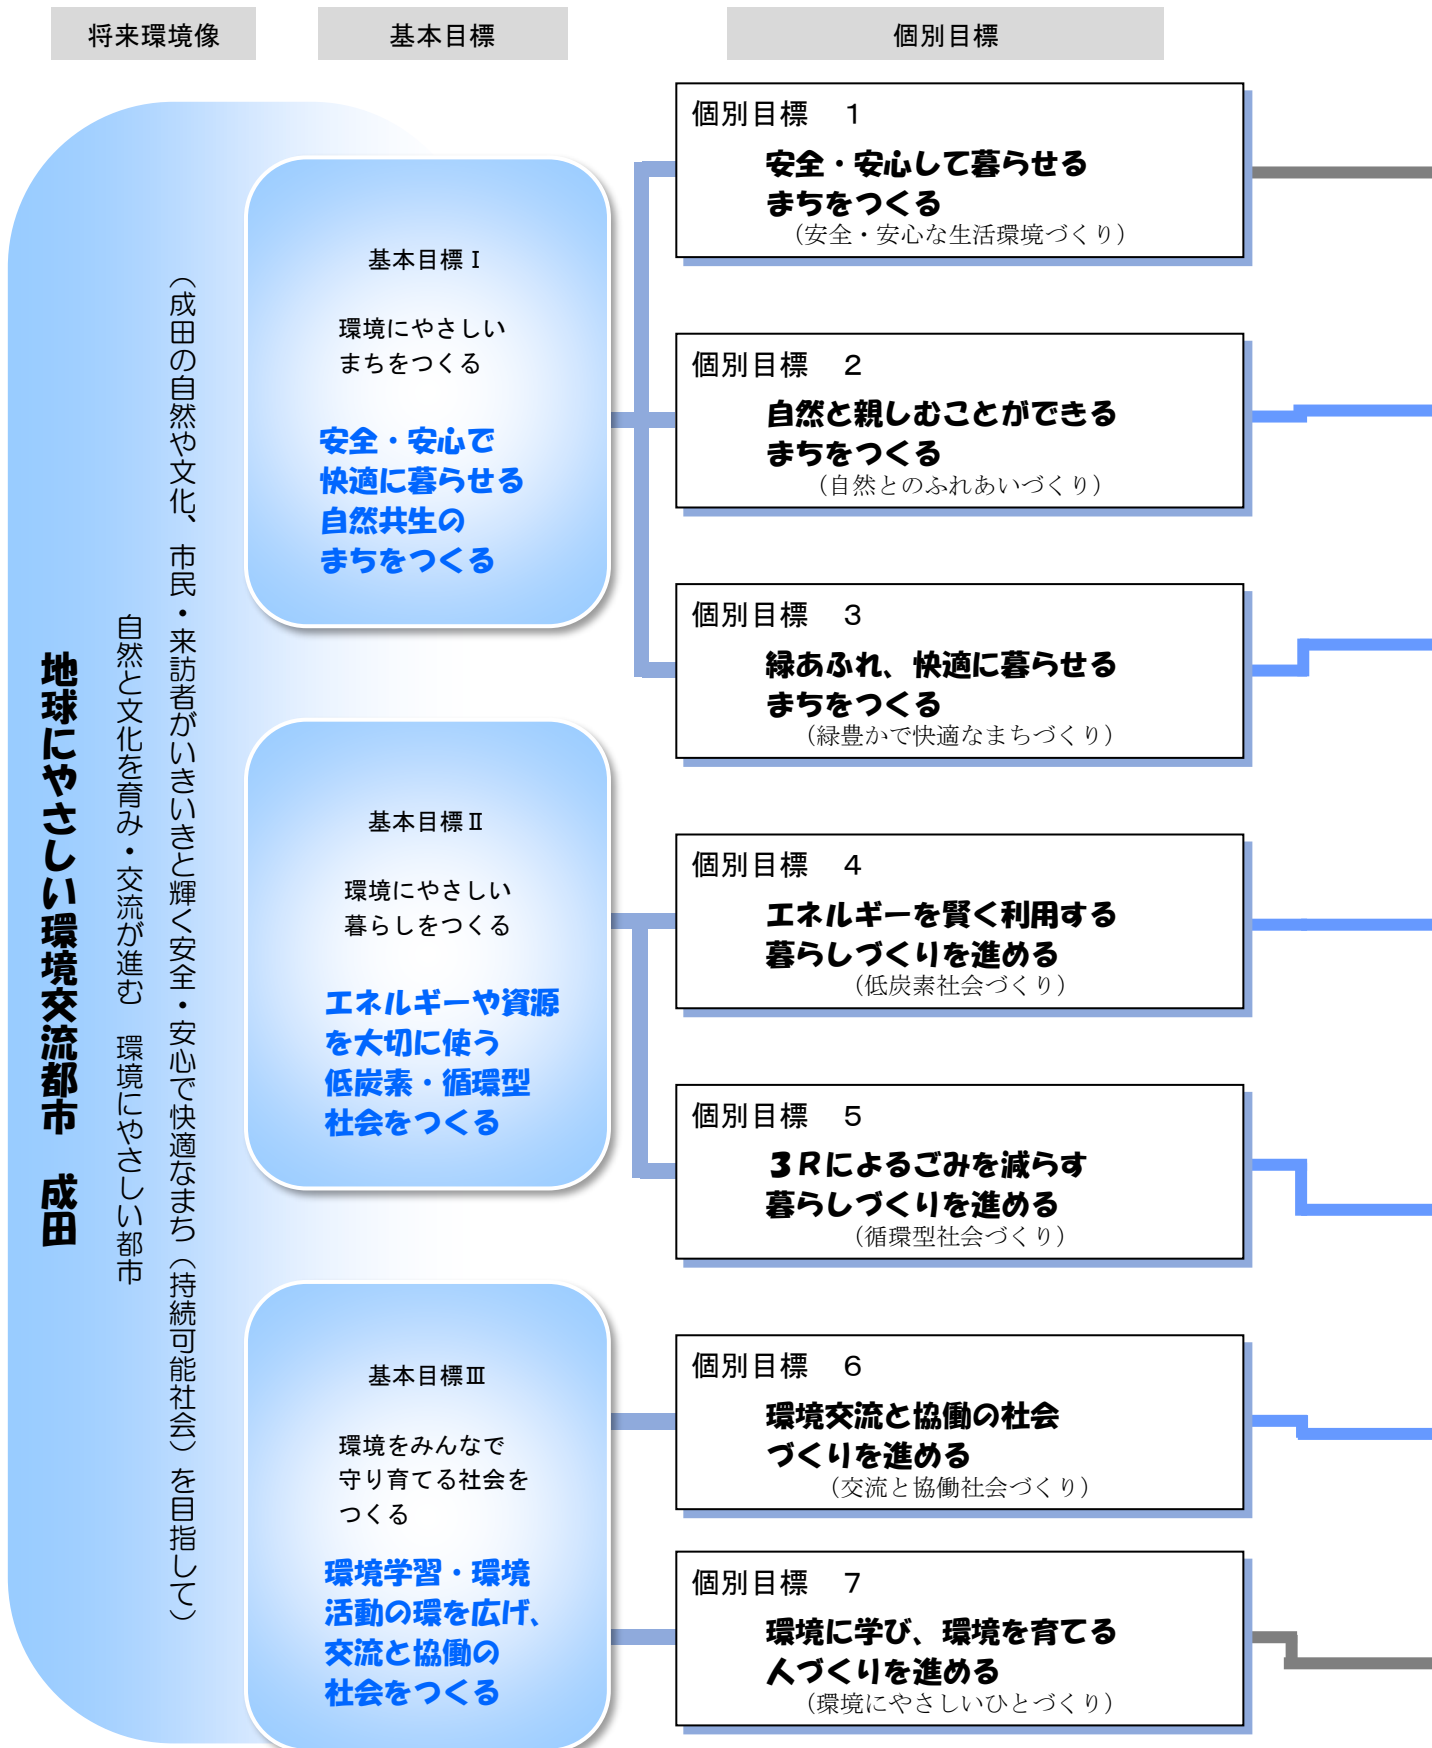 将来環境像
基本目標
個別目標
地球にやさしい環境交流都市　成田
自然と文化を育み・交流が進む　環境にやさしい都市
（成田の自然や文化、市民・来訪者がいきいきと輝く安全・安心で快適なまち（持続可能社会）を目指して）
基本目標Ⅰ
環境にやさしい
まちをつくる
安全・安心で
快適に暮らせる
自然共生の
まちをつくる
個別目標　1
安全・安心して暮らせる
まちをつくる
（安全・安心な生活環境づくり）
個別目標　2
自然と親しむことができる
まちをつくる
（自然とのふれあいづくり）
個別目標　3
緑あふれ、快適に暮らせる
まちをつくる
（緑豊かで快適なまちづくり）
基本目標Ⅱ
環境にやさしい
暮らしをつくる
エネルギーや資源
を大切に使う
低炭素・循環型
社会をつくる
個別目標　4
エネルギーを賢く利用する
暮らしづくりを進める
（低炭素社会づくり）
個別目標　5
３Ｒによるごみを減らす
暮らしづくりを進める
（循環型社会づくり）
基本目標Ⅲ
環境をみんなで
守り育てる社会を
つくる
環境学習・環境
活動の環を広げ、
交流と協働の
社会をつくる
個別目標　6
環境交流と協働の社会
づくりを進める
（交流と協働社会づくり）
個別目標　7
環境に学び、環境を育てる
人づくりを進める
（環境にやさしいひとづくり）